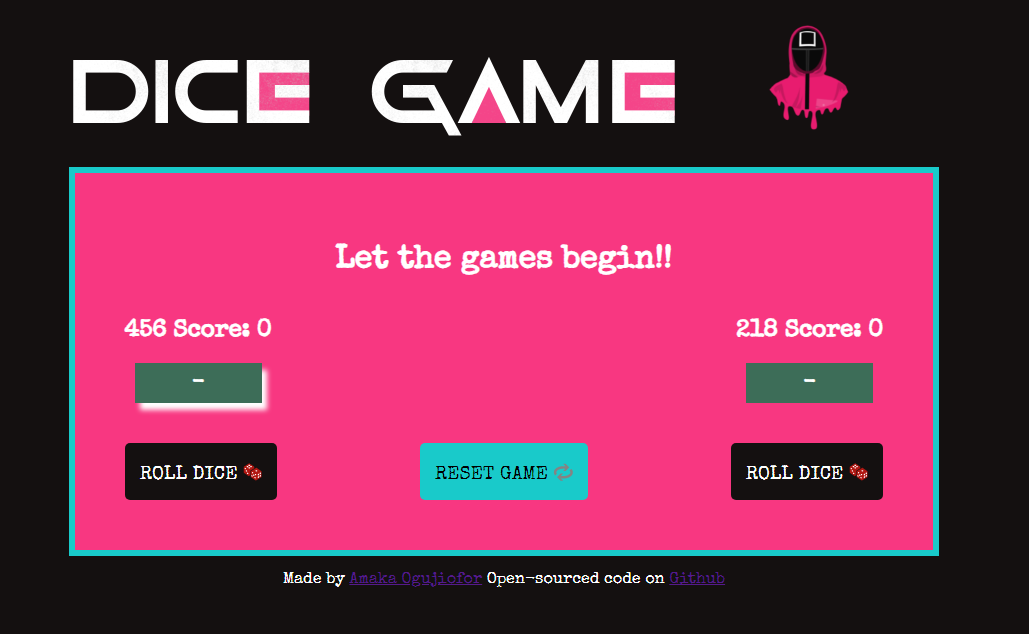 DICE GAME
Let the games begin!!
456 Score: 0 218 Score: 0
- -
ROLL DICE RESET GAME ROLL DICE
Made by Amaka Ogujiofor Open-sourced code on Github